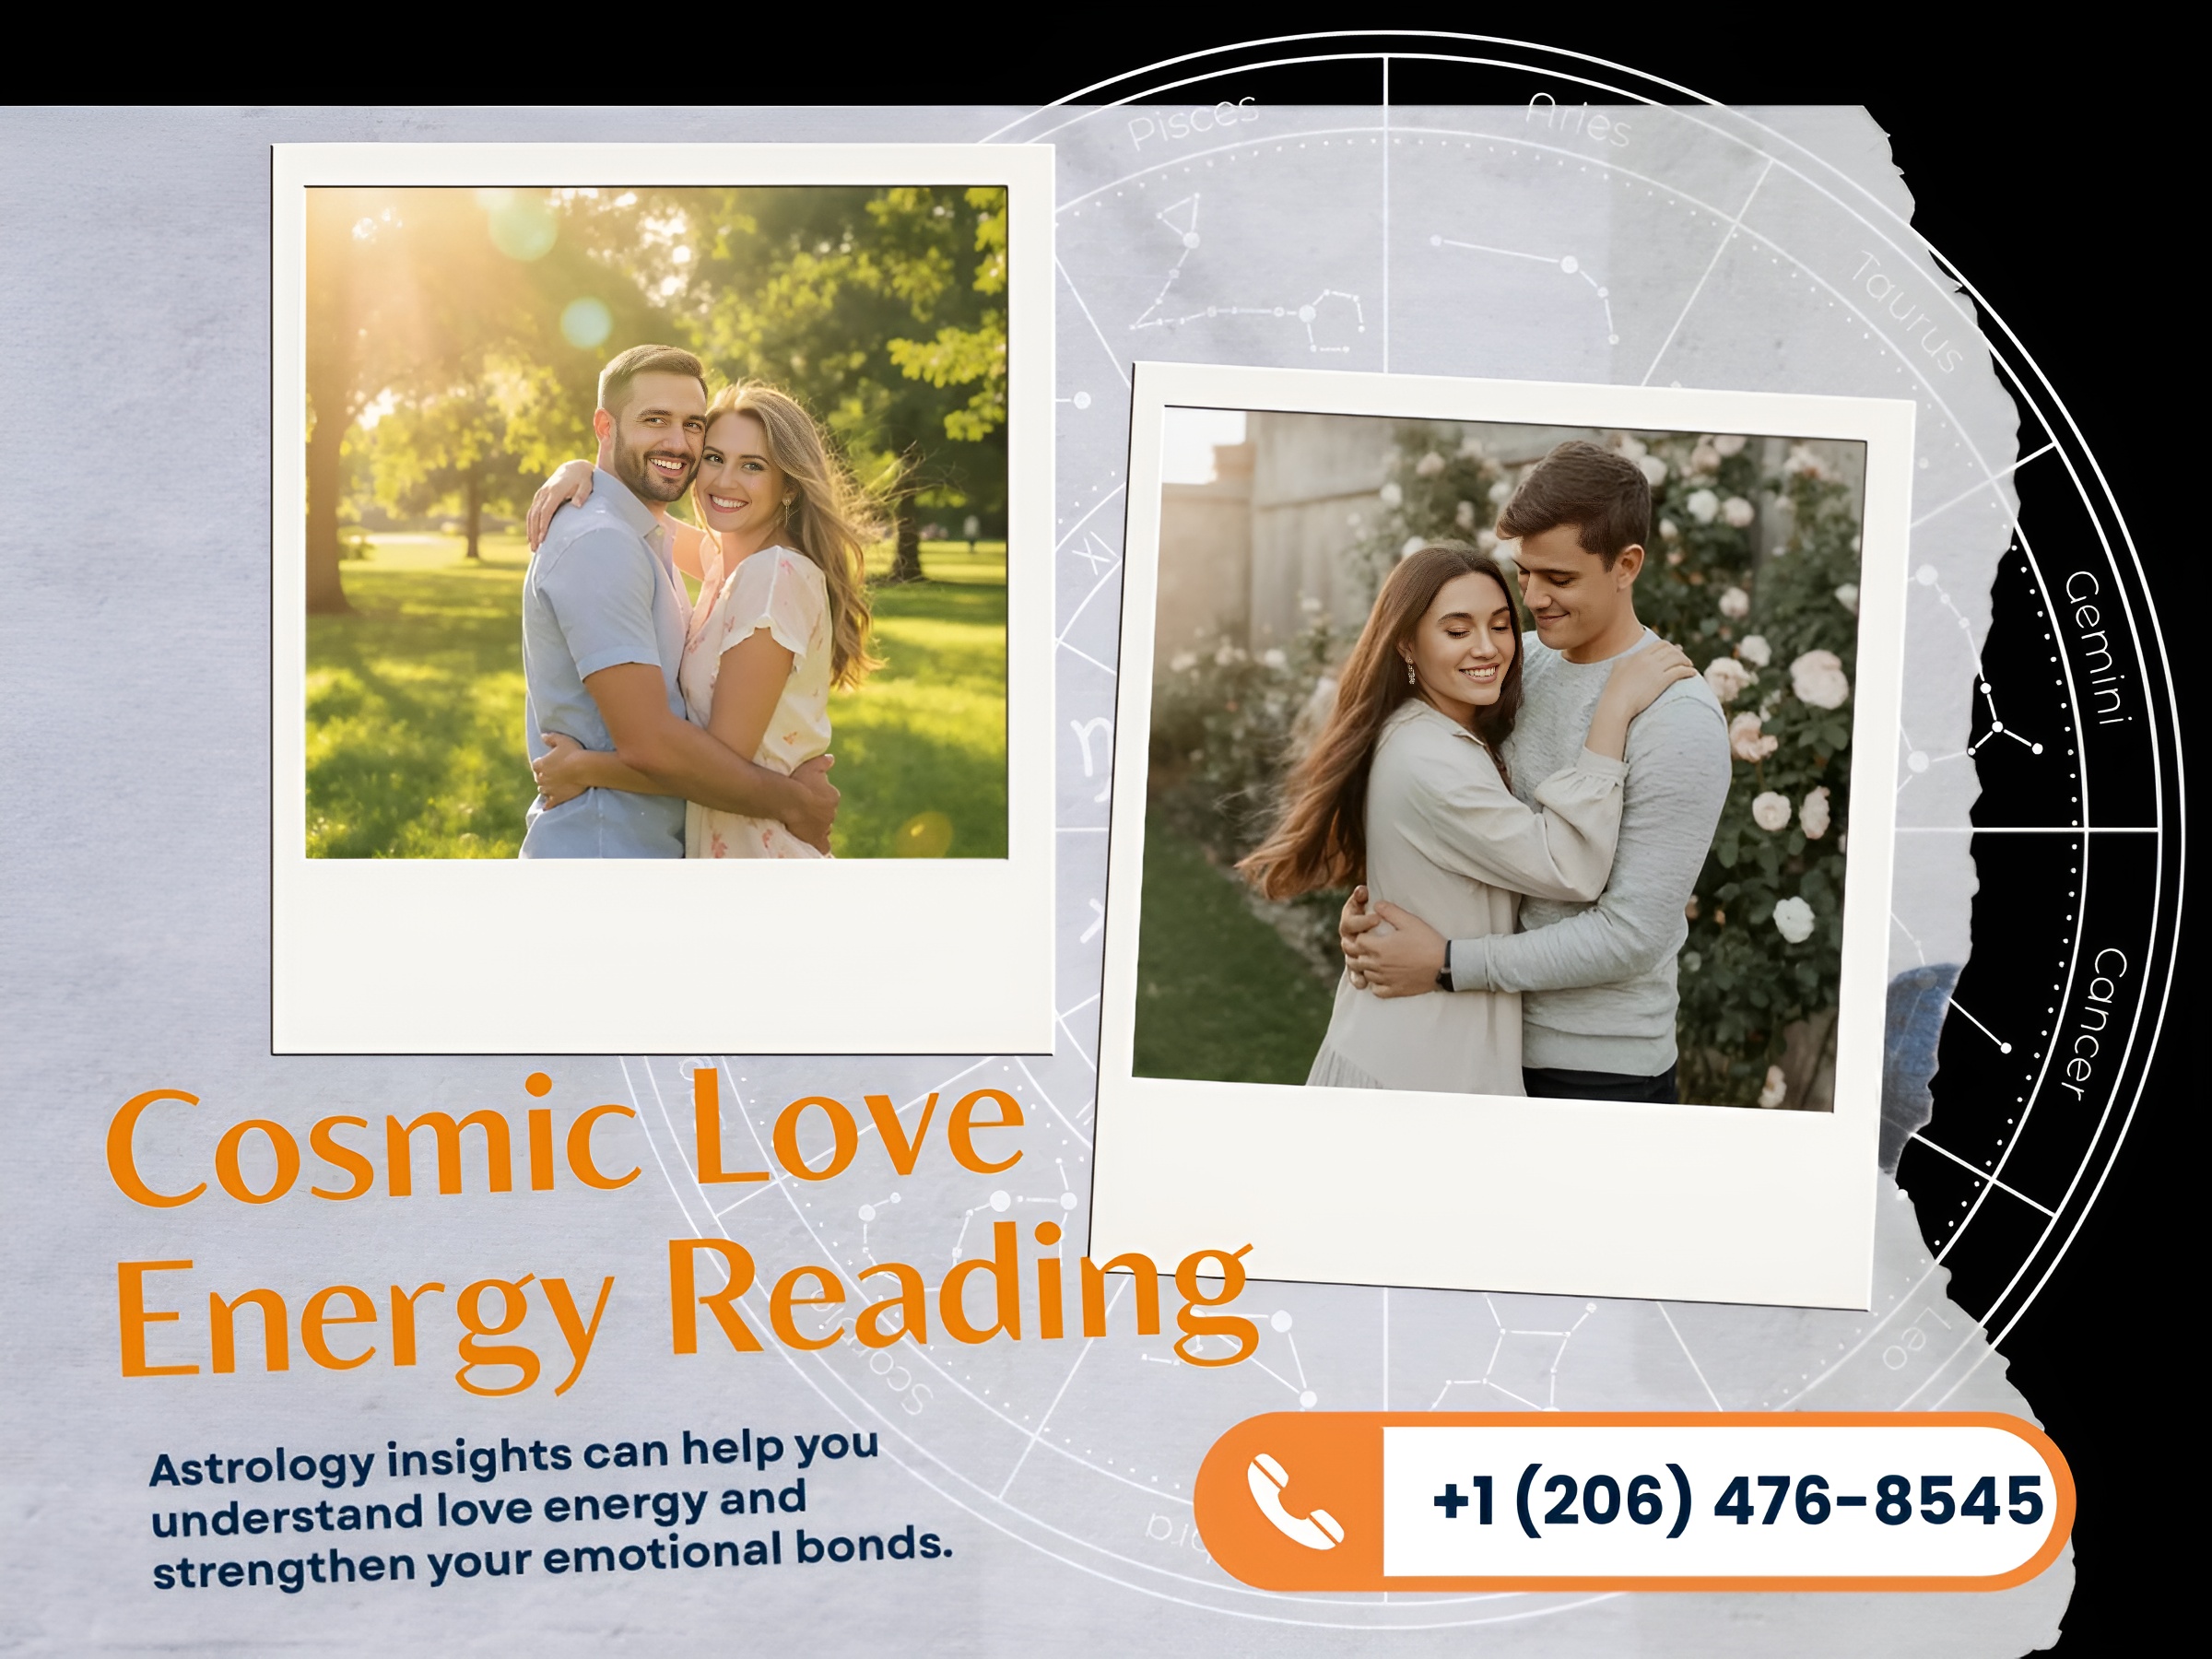 Pisces
Aries
Taurus
Gemini
Cancer
Leo
Cosmic Love
Energy Reading
Astrology insights can help you
understand love energy and
strengthen your emotional bonds.
+1 (206) 476-8545